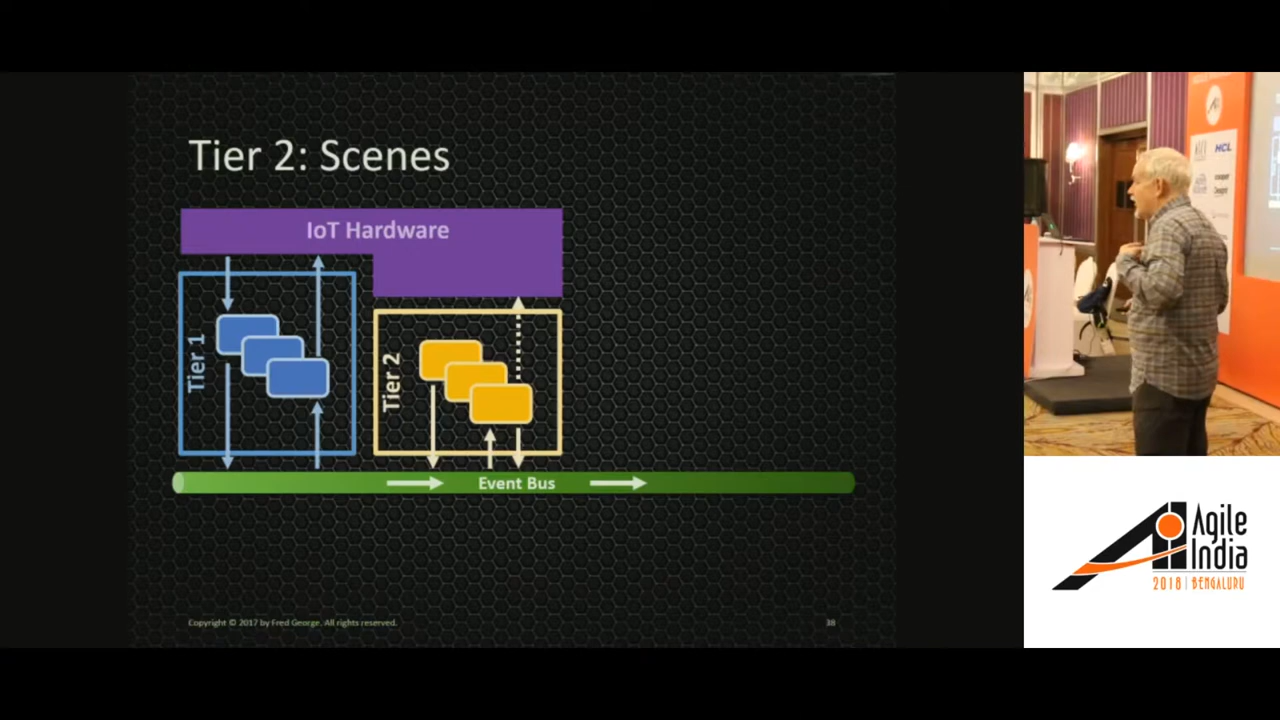 Tier 2: Scenes
IoT Hardware
Tier 1
Tier 2
Event Bus
Copyright © 2017 by Fred George. All rights reserved.
38
HCL
Agile
India
2018 | BENGALURU